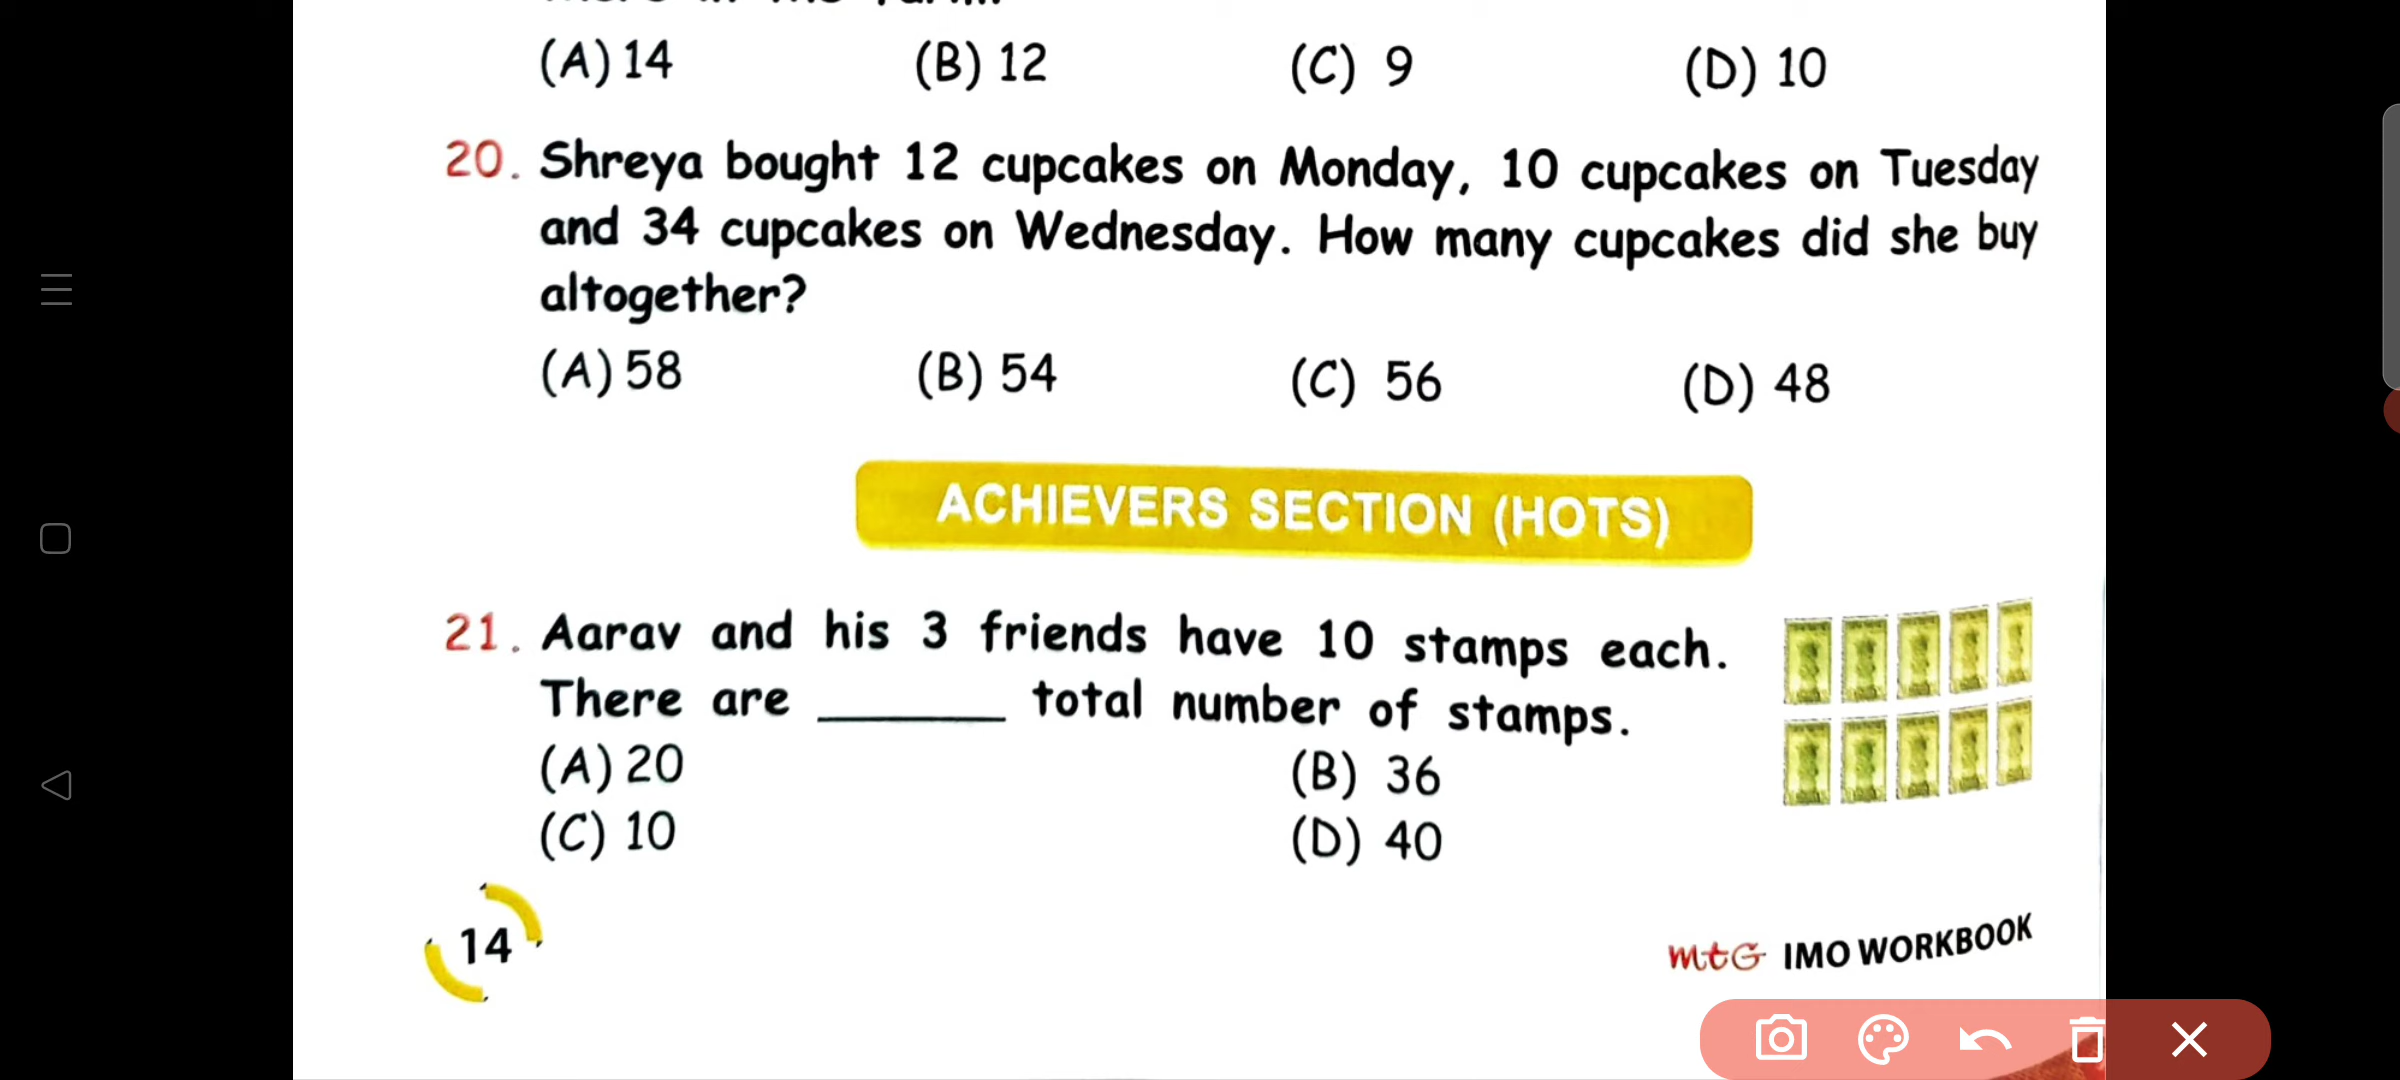 (A) 14 (B) 12 (C) 9 (D) 10
20. Shreya bought 12 cupcakes on Monday, 10 cupcakes on Tuesday
and 34 cupcakes on Wednesday. How many cupcakes did she buy
altogether?
(A) 58 (B) 54 (C) 56 (D) 48
ACHIEVERS SECTION (HOTS)
21. Aarav and his 3 friends have 10 stamps each.
There are ________ total number of stamps.
(A) 20 (B) 36
(C) 10 (D) 40
14
mtG IMO WORKBOOK